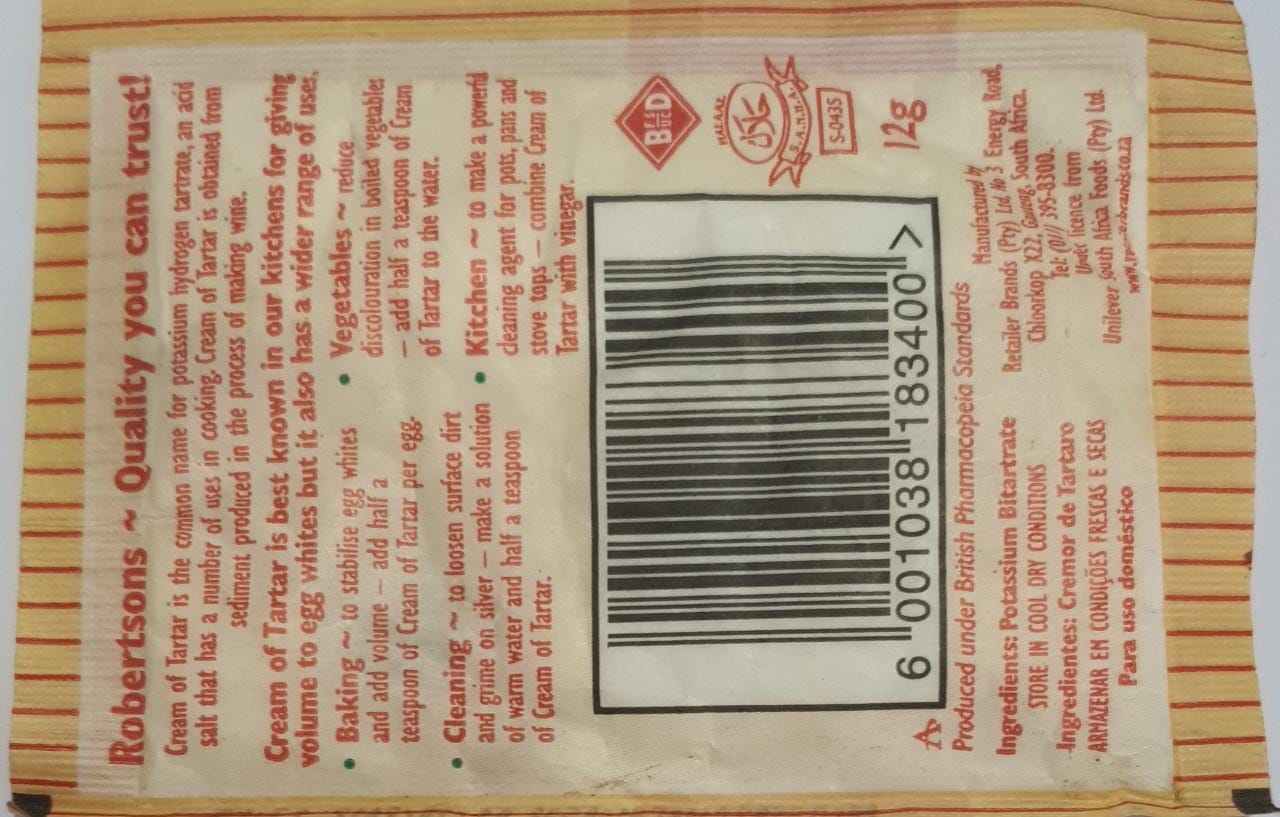 Robertsons ~ Quality you can trust!
Cream of Tartar is the common name for potassium hydrogen tartrate, an acid
salt that has a number of uses in cooking. Cream of Tartar is obtained from
sediment produced in the process of making wine.
Cream of Tartar is best known in our kitchens for giving
volume to egg whites but it also has a wider range of uses.
• Baking ~ to stabilise egg whites
and add volume – add half a
teaspoon of Cream of Tartar per egg.
• Cleaning ~ to loosen surface dirt
and grime on silver – make a solution
of warm water and half a teaspoon
of Cream of Tartar.
• Vegetables ~ reduce
discolouration in boiled vegetables
– add half a teaspoon of Cream
of Tartar to the water.
• Kitchen ~ to make a powerful
cleaning agent for pots, pans and
stove tops – combine Cream of
Tartar with vinegar.
6 001038 183400 >
HALAAL
حلال
S.A.N.H.A.
S-0435
12g
Produced under British Pharmacopeia Standards
Ingredients: Potassium Bitartrate
STORE IN COOL DRY CONDITIONS
Ingredientes: Cremor de Tartaro
ARMAZENAR EM CONDIÇÕES FRESCAS E SECAS
Para uso doméstico
Manufactured by
Retailer Brands (Pty) Ltd. No 3 Energy Road,
Chloorkop X22, Gauteng. South Africa.
Tel: (011) 395-8300.
Under licence from
Unilever South Africa Foods (Pty) Ltd.